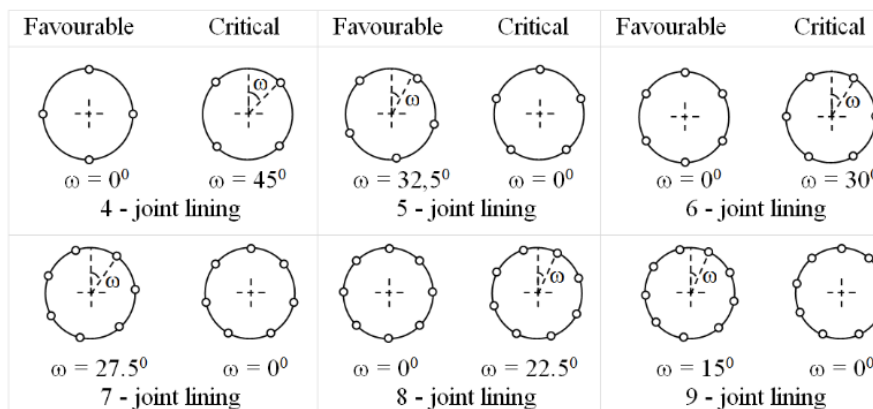 Favourable Critical Favourable Critical Favourable Critical
ω ω ω
ω = 0⁰ ω = 45⁰ ω = 32,5⁰ ω = 0⁰ ω = 0⁰ ω = 30⁰
4 - joint lining 5 - joint lining 6 - joint lining
ω ω ω
ω = 27.5⁰ ω = 0⁰ ω = 0⁰ ω = 22.5⁰ ω = 15⁰ ω = 0⁰
7 - joint lining 8 - joint lining 9 - joint lining